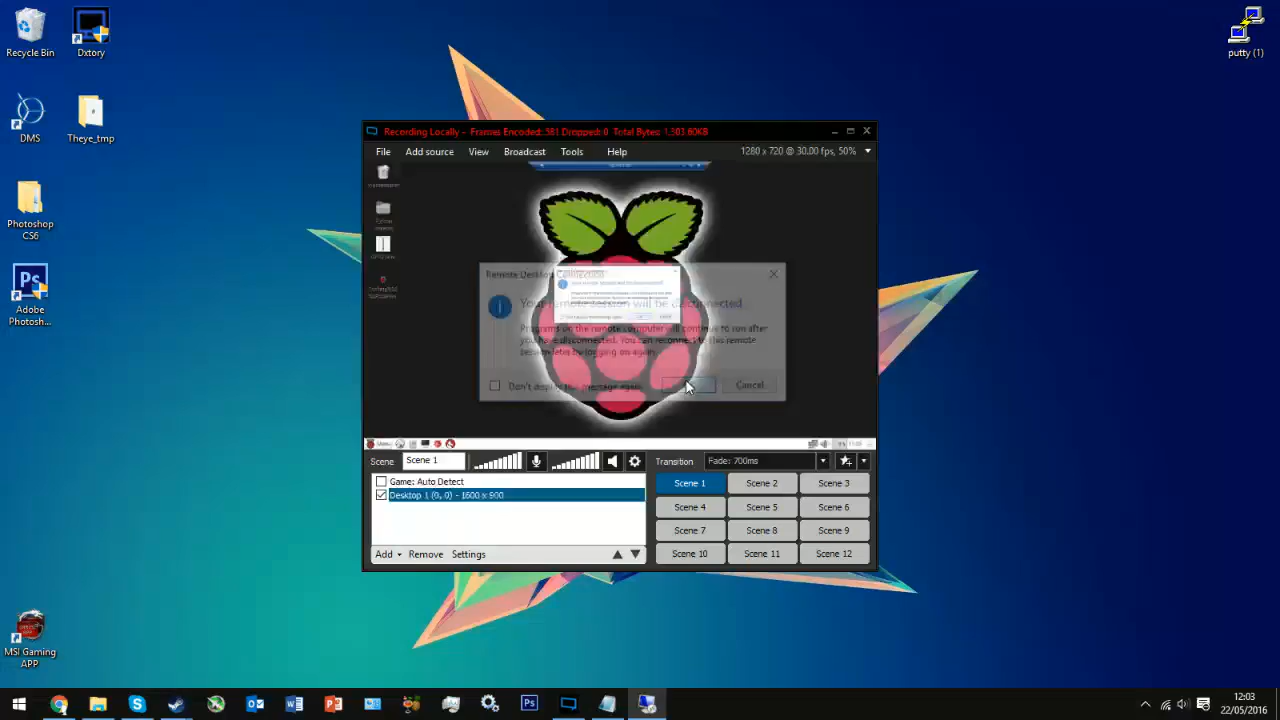 Recycle Bin
Dxtory
putty (1)
DMS
Theye_tmp
Photoshop CS6
Adobe Photosh...
MSI Gaming APP
Recording Locally - Frames Encoded: 381 Dropped: 0 Total Bytes: 1,303.60KB
File Add source View Broadcast Tools Help 1280 x 720 @ 30.00 fps, 50%
Remote Desktop Connection
Your remote session will be disconnected
Programs on the remote computer will continue to run after
you have disconnected. You can reconnect to this remote
session later by logging on again.
Don't display this message again Cancel
Menu
Scene Scene 1 Transition Fade: 700ms
Game: Auto Detect
Desktop 1 (0, 0) - 1600 x 900
Scene 1 Scene 2 Scene 3
Scene 4 Scene 5 Scene 6
Scene 7 Scene 8 Scene 9
Scene 10 Scene 11 Scene 12
Add Remove Settings
12:03
22/05/2016